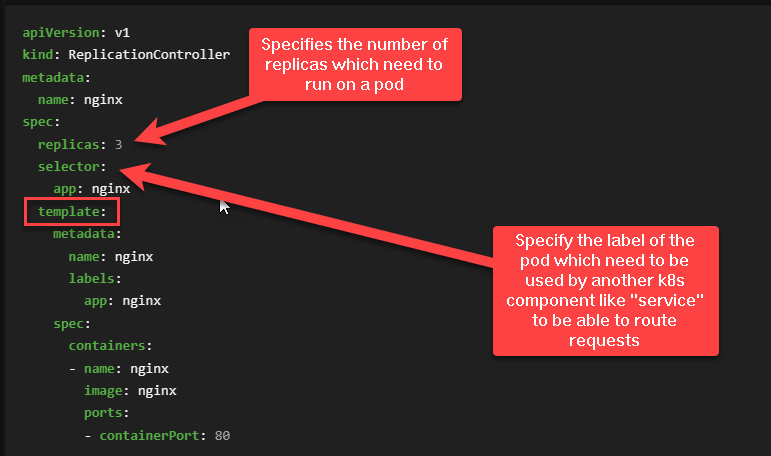 apiVersion: v1
kind: ReplicationController
metadata:
  name: nginx
spec:
  replicas: 3
  selector:
    app: nginx
  template:
    metadata:
      name: nginx
      labels:
        app: nginx
    spec:
      containers:
      - name: nginx
        image: nginx
        ports:
        - containerPort: 80
Specifies the number of
replicas which need to
run on a pod
Specify the label of the
pod which need to be
used by another k8s
component like "service"
to be able to route
requests